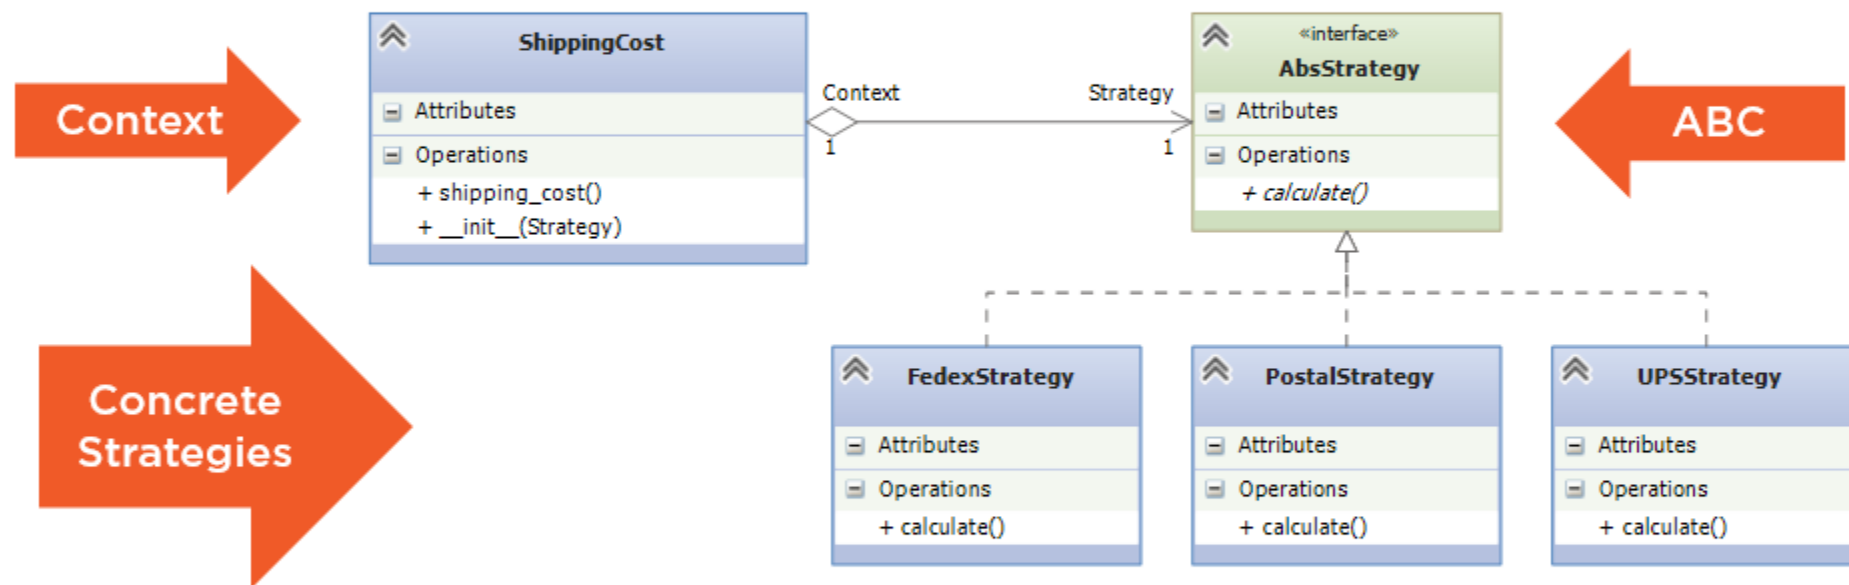 Context
ShippingCost
Attributes
Operations
+ shipping_cost()
+ __init__(Strategy)
Context
Strategy
1
1
«interface»
AbsStrategy
Attributes
Operations
+ calculate()
ABC
Concrete
Strategies
FedexStrategy
Attributes
Operations
+ calculate()
PostalStrategy
Attributes
Operations
+ calculate()
UPSStrategy
Attributes
Operations
+ calculate()